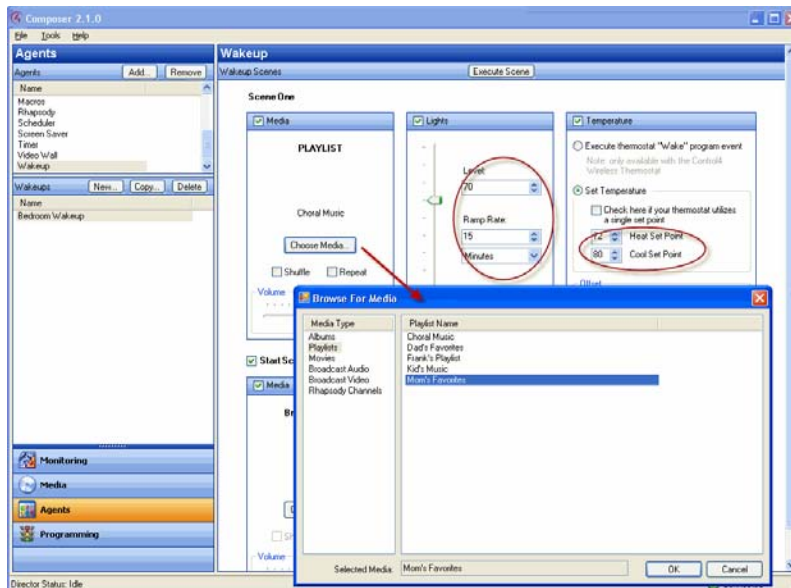 Composer 2.1.0
File Tools Help
Agents
Agents Add... Remove
Name
Macros
Rhapsody
Scheduler
Screen Saver
Timer
Video Wall
Wakeup
Wakeups New... Copy... Delete
Name
Bedroom Wakeup
Monitoring
Media
Agents
Programming
Director Status: Idle
Wakeup
Wakeup Scenes Execute Scene
Scene One
Media
PLAYLIST
Choral Music
Choose Media...
Shuffle Repeat
Volume
Lights
Level:
70
Ramp Rate:
15
Minutes
Temperature
Execute thermostat "Wake" program event
Note: only available with the Control4
Wireless Thermostat
Set Temperature
Check here if your thermostat utilizes
a single set point
72 Heat Set Point
80 Cool Set Point
Offset
Start Sc
Media
Volume
Browse For Media
Media Type
Albums
Playlists
Movies
Broadcast Audio
Broadcast Video
Rhapsody Channels
Playlist Name
Choral Music
Dad's Favorites
Frank's Playlist
Kid's Music
Mom's Favorites
Selected Media: Mom's Favorites OK Cancel